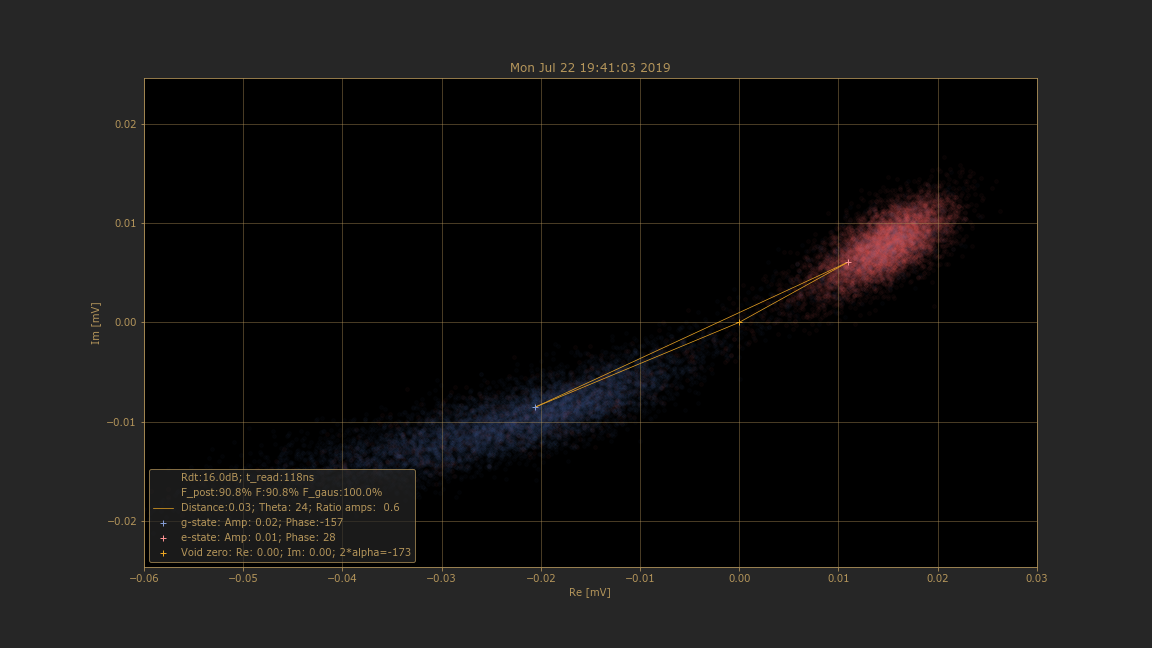 Mon Jul 22 19:41:03 2019
0.02
0.01
0.00
−0.01
−0.02
Im [mV]
Rdt:16.0dB; t_read:118ns
F_post:90.8% F:90.8% F_gaus:100.0%
Distance:0.03; Theta: 24; Ratio amps:  0.6
g-state: Amp: 0.02; Phase:-157
e-state: Amp: 0.01; Phase: 28
Void zero: Re: 0.00; Im: 0.00; 2*alpha=-173
−0.06 −0.05 −0.04 −0.03 −0.02 −0.01 0.00 0.01 0.02 0.03
Re [mV]